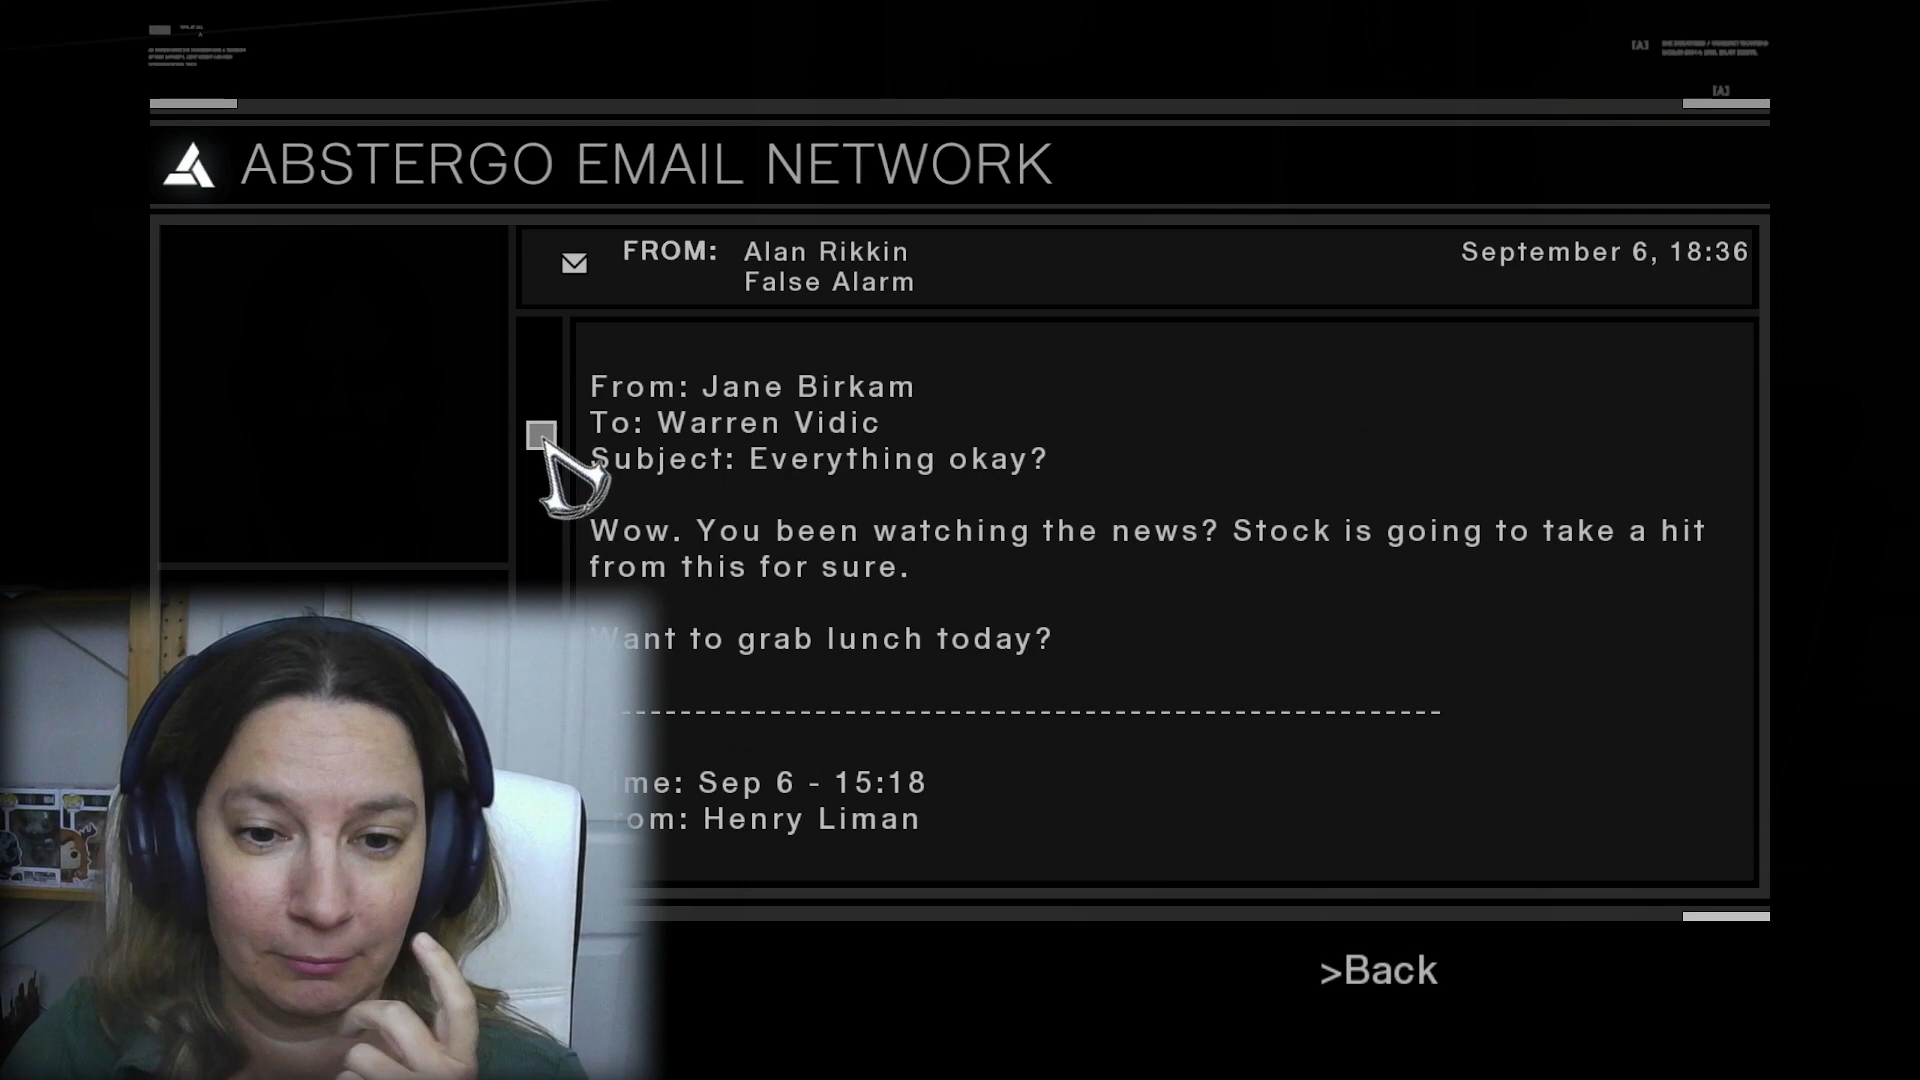 [A]
[A]
ABSTERGO EMAIL NETWORK
FROM: Alan Rikkin
September 6, 18:36
False Alarm
From: Jane Birkam
To: Warren Vidic
Subject: Everything okay?
Wow. You been watching the news? Stock is going to take a hit
from this for sure.
Want to grab lunch today?
------------------------------------------------------
me: Sep 6 - 15:18
om: Henry Liman
>Back